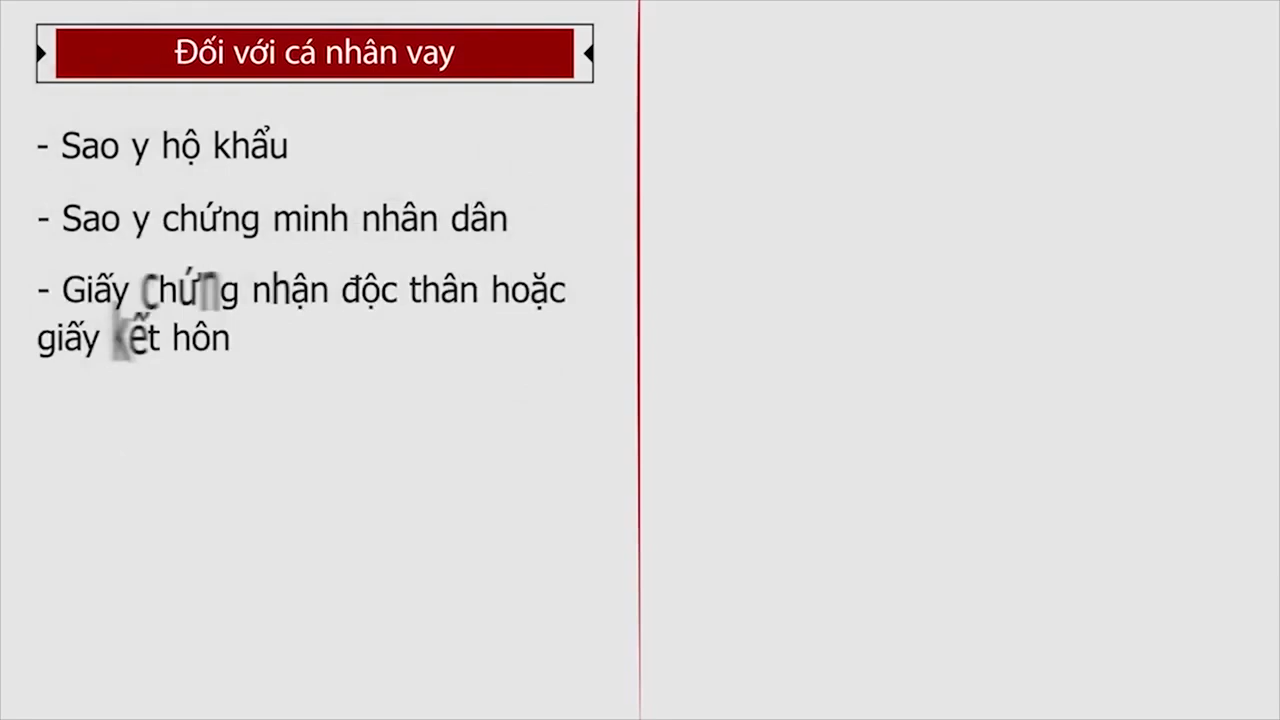 Đối với cá nhân vay
- Sao y hộ khẩu
- Sao y chứng minh nhân dân
- Giấy chứng nhận độc thân hoặc
giấy kết hôn